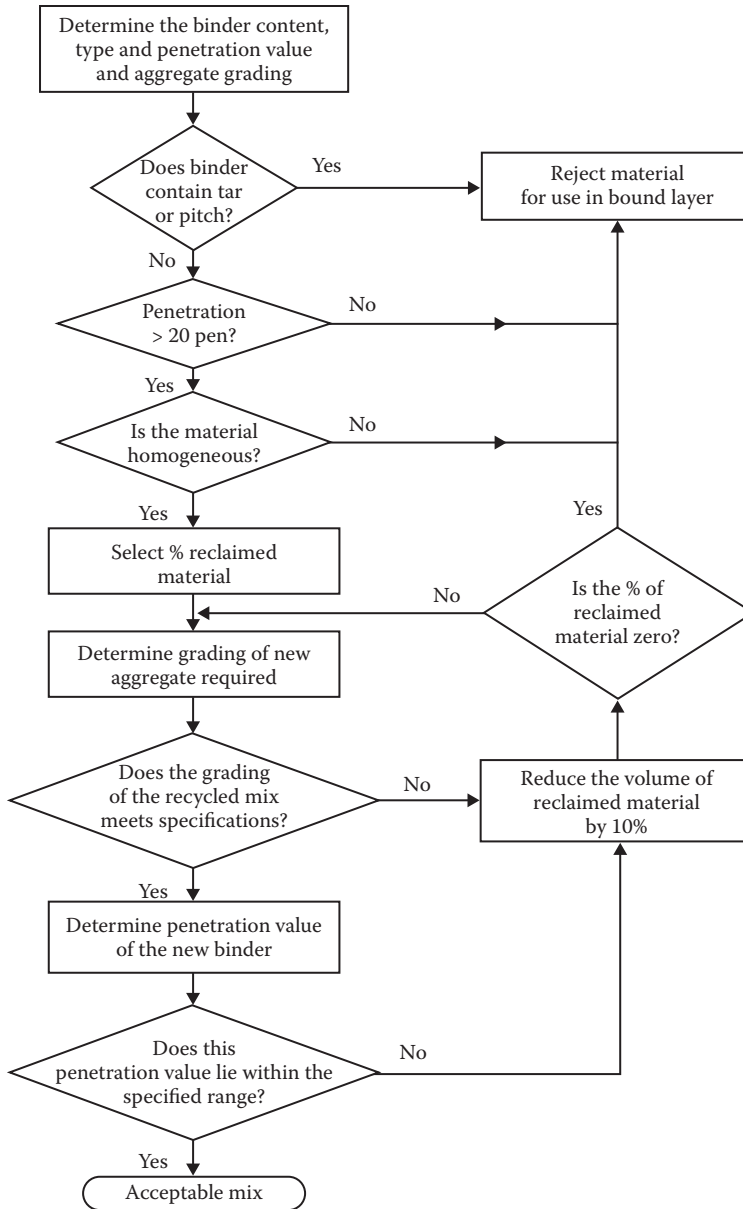 Determine the binder content,
type and penetration value
and aggregate grading
Does binder
contain tar
or pitch?
Yes
Reject material
for use in bound layer
No
Penetration
> 20 pen?
No
Yes
Is the material
homogeneous?
No
Yes
Select % reclaimed
material
Yes
Is the % of
reclaimed
material zero?
No
Determine grading of new
aggregate required
Does the grading
of the recycled mix
meets specifications?
No
Reduce the volume of
reclaimed material
by 10%
Yes
Determine penetration value
of the new binder
Does this
penetration value lie within the
specified range?
No
Yes
Acceptable mix